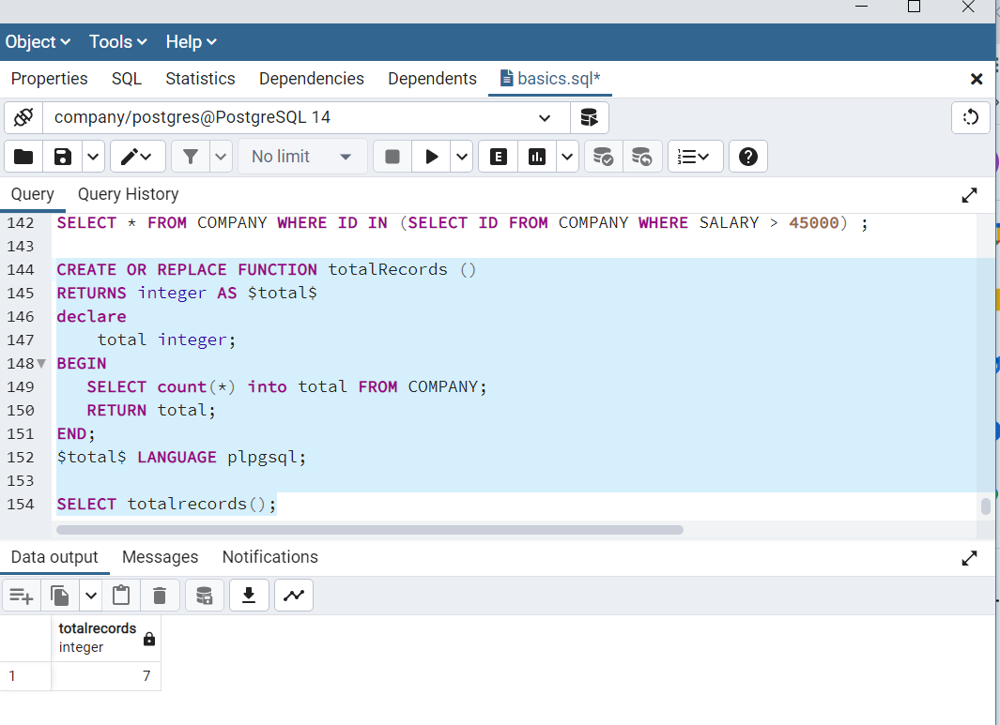 Object Tools Help
Properties SQL Statistics Dependencies Dependents basics.sql*
company/postgres@PostgreSQL 14
No limit E
Query Query History
142 SELECT * FROM COMPANY WHERE ID IN (SELECT ID FROM COMPANY WHERE SALARY > 45000) ;
143
144 CREATE OR REPLACE FUNCTION totalRecords ()
145 RETURNS integer AS $total$
146 declare
147     total integer;
148 BEGIN
149    SELECT count(*) into total FROM COMPANY;
150    RETURN total;
151 END;
152 $total$ LANGUAGE plpgsql;
153
154 SELECT totalrecords();
Data output Messages Notifications
totalrecords
integer
1 7